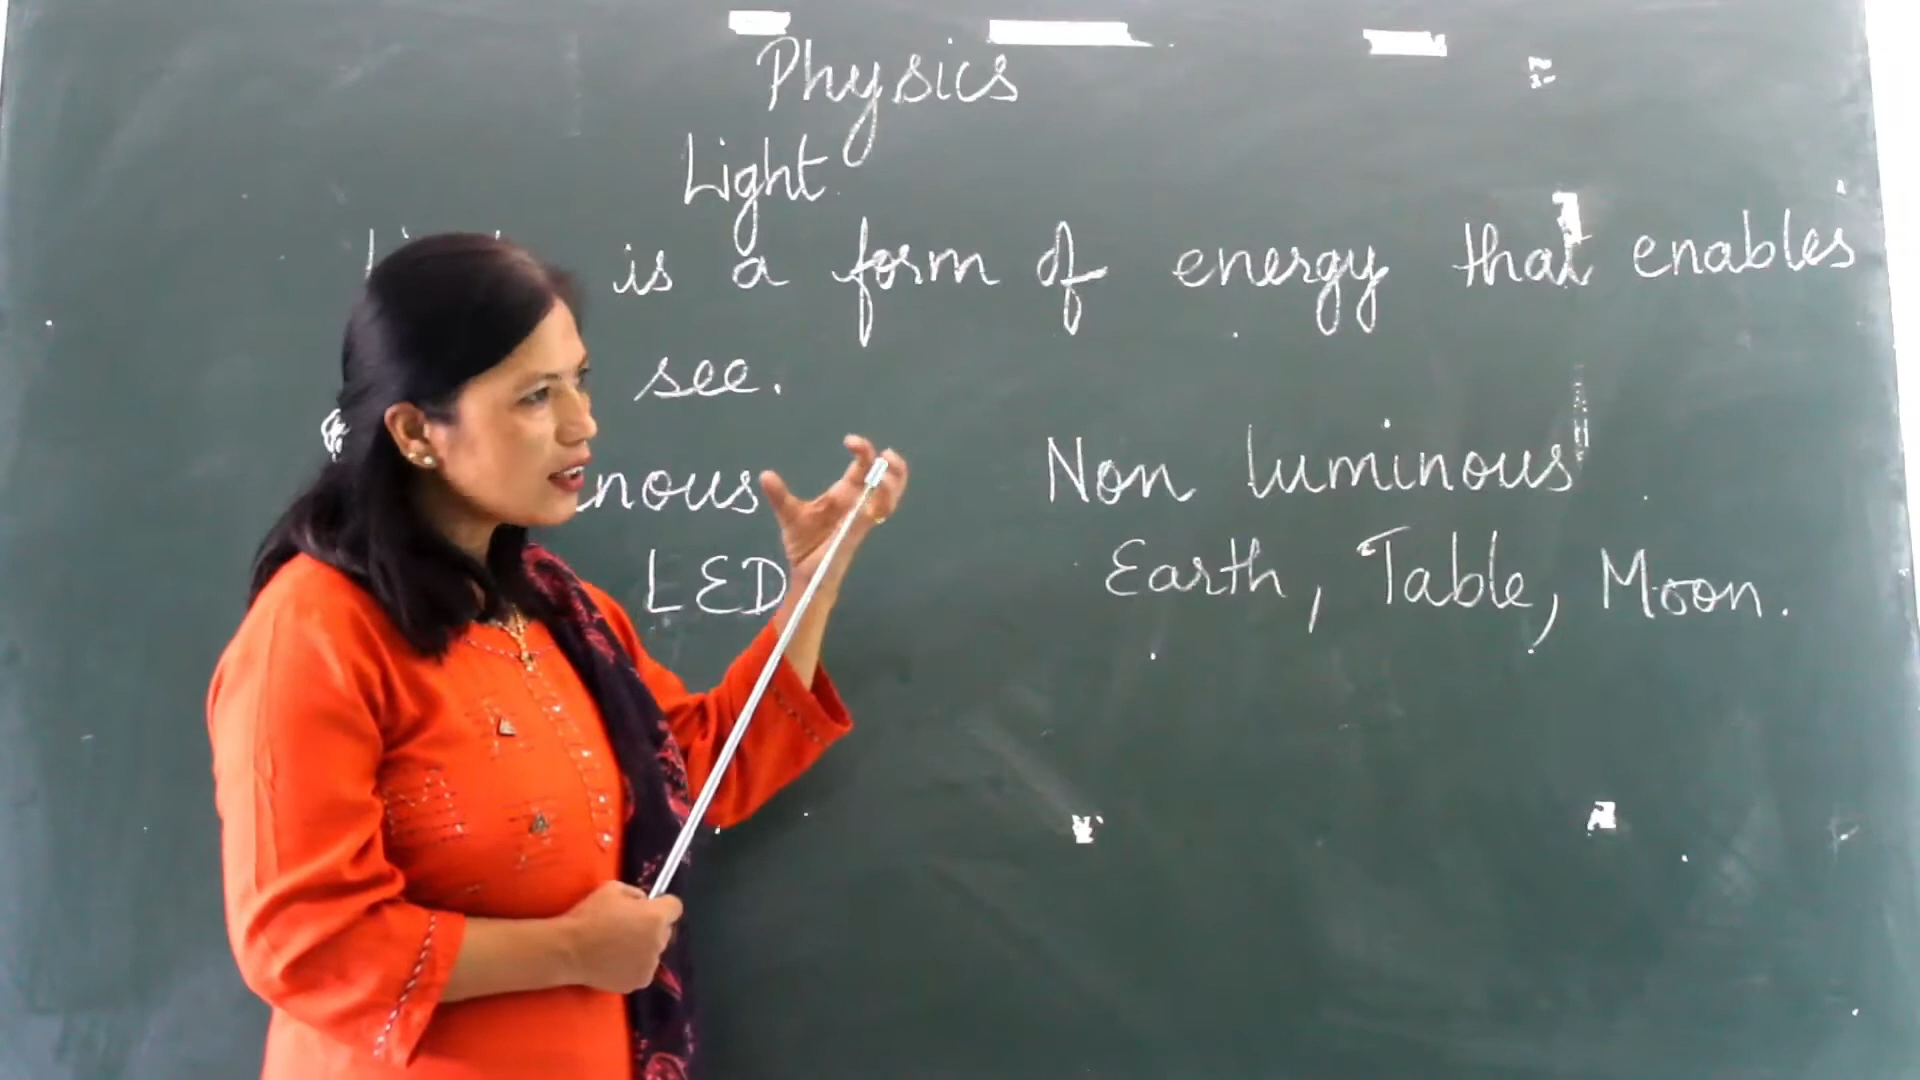 Physics
Light
is a form of energy that enables
see.
nous Non luminous
LED Earth, Table, Moon.